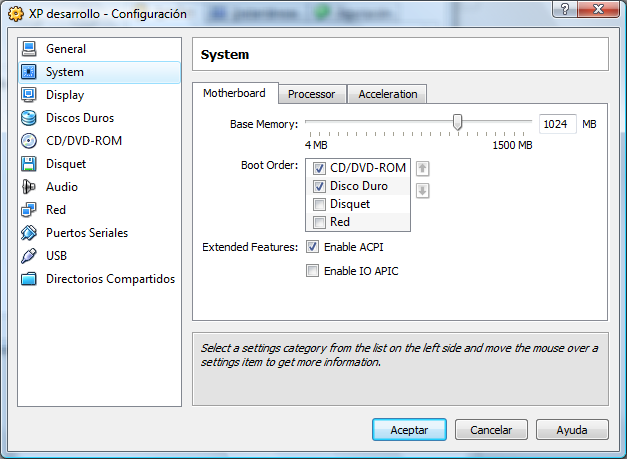 XP desarrollo - Configuración
General
System
Display
Discos Duros
CD/DVD-ROM
Disquet
Audio
Red
Puertos Seriales
USB
Directorios Compartidos
System
Motherboard Processor Acceleration
Base Memory: 1024 MB
4 MB 1500 MB
Boot Order: CD/DVD-ROM
Disco Duro
Disquet
Red
Extended Features: Enable ACPI
Enable IO APIC
Select a settings category from the list on the left side and move the mouse over a
settings item to get more information.
Aceptar Cancelar Ayuda